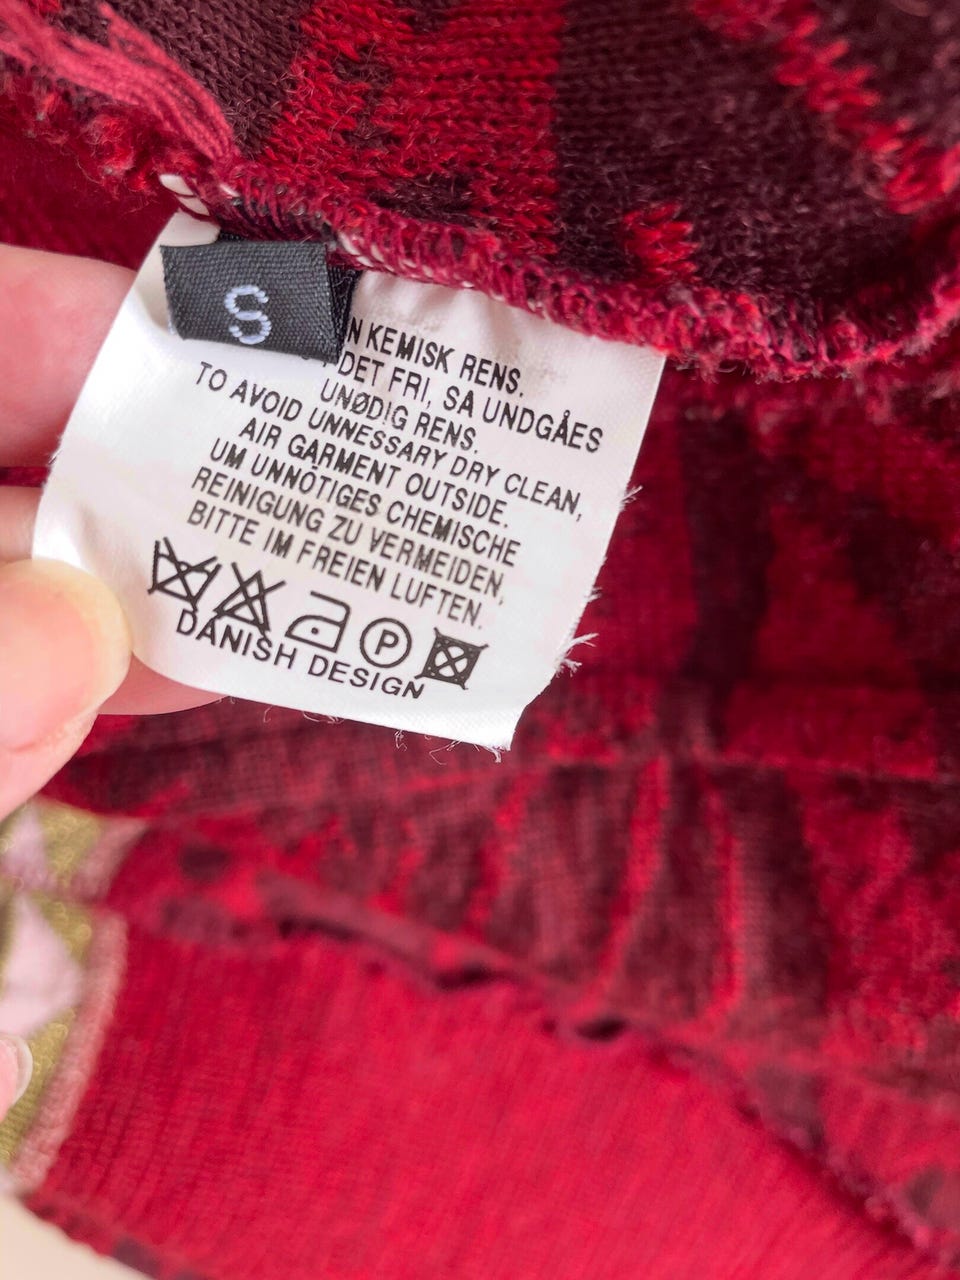 S
KEMISK RENS.
DET FRI, SA UNDGÅES
UNØDIG RENS.
TO AVOID UNNESSARY DRY CLEAN,
AIR GARMENT OUTSIDE.
UM UNNÖTIGES CHEMISCHE
REINIGUNG ZU VERMEIDEN,
BITTE IM FREIEN LUFTEN.
P
DANISH DESIGN